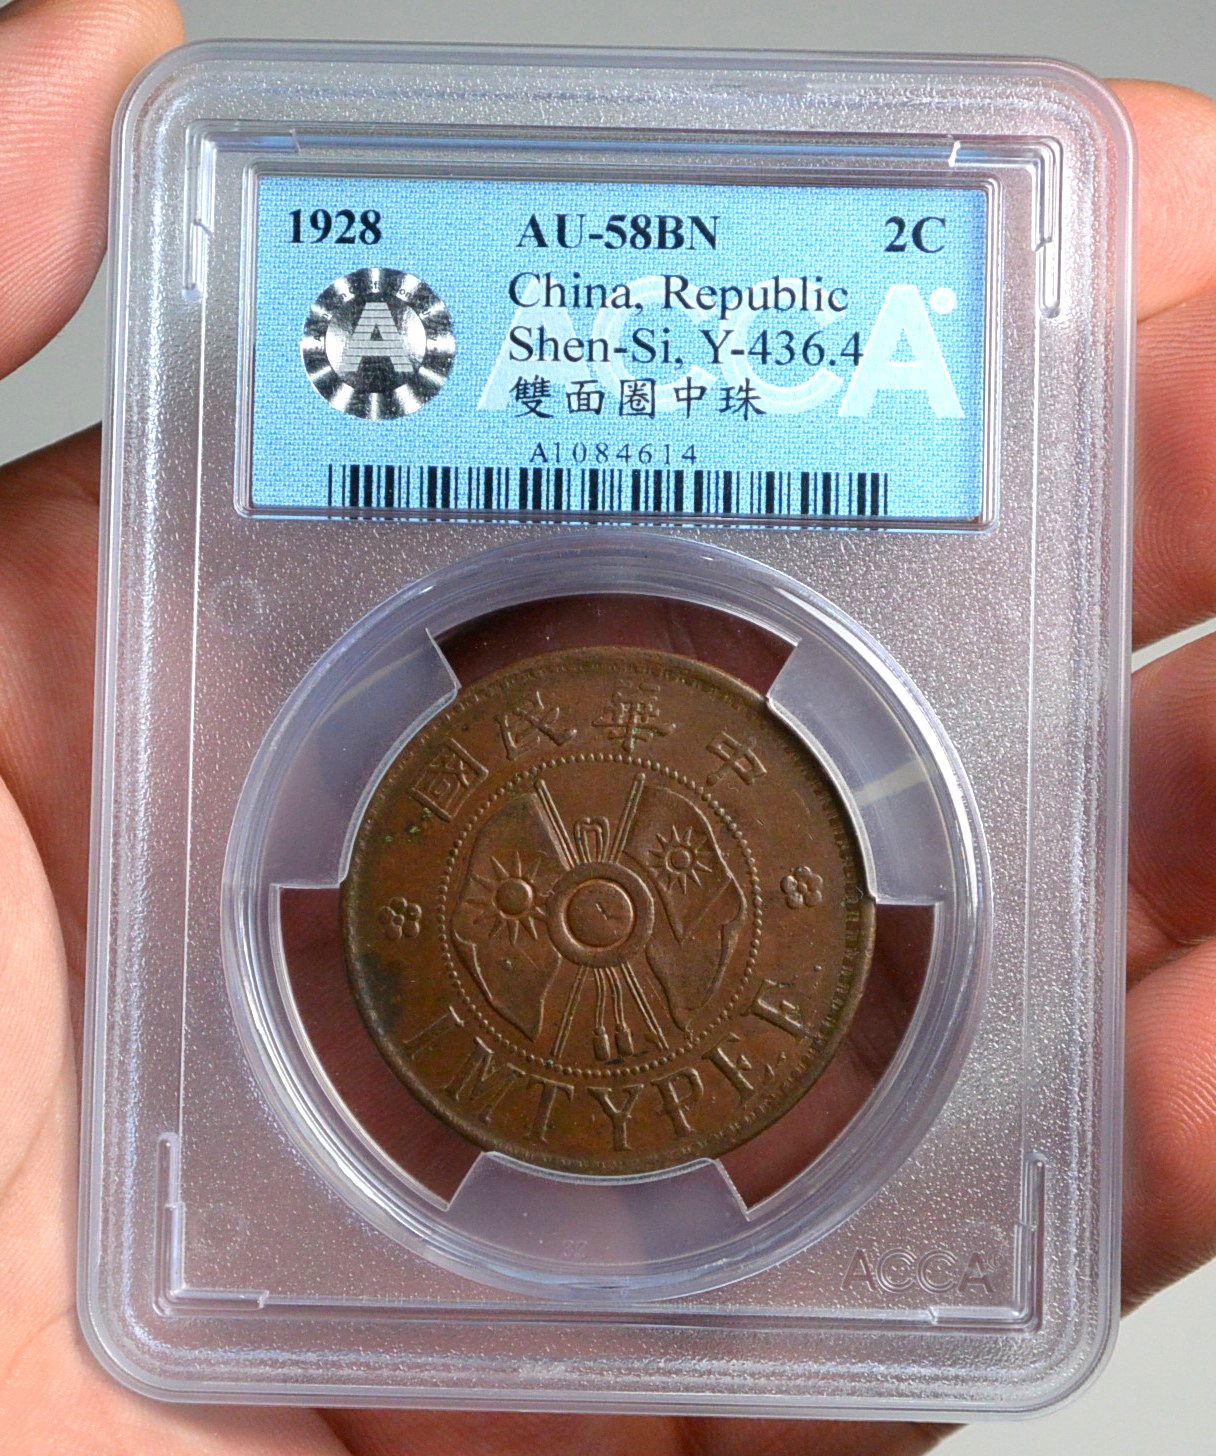 1928 AU-58BN 2C
China, Republic
Shen-Si, Y-436.4
雙面圈中珠
A1084614
ACCA
A
中華民國
IMTYPEF
ACCA